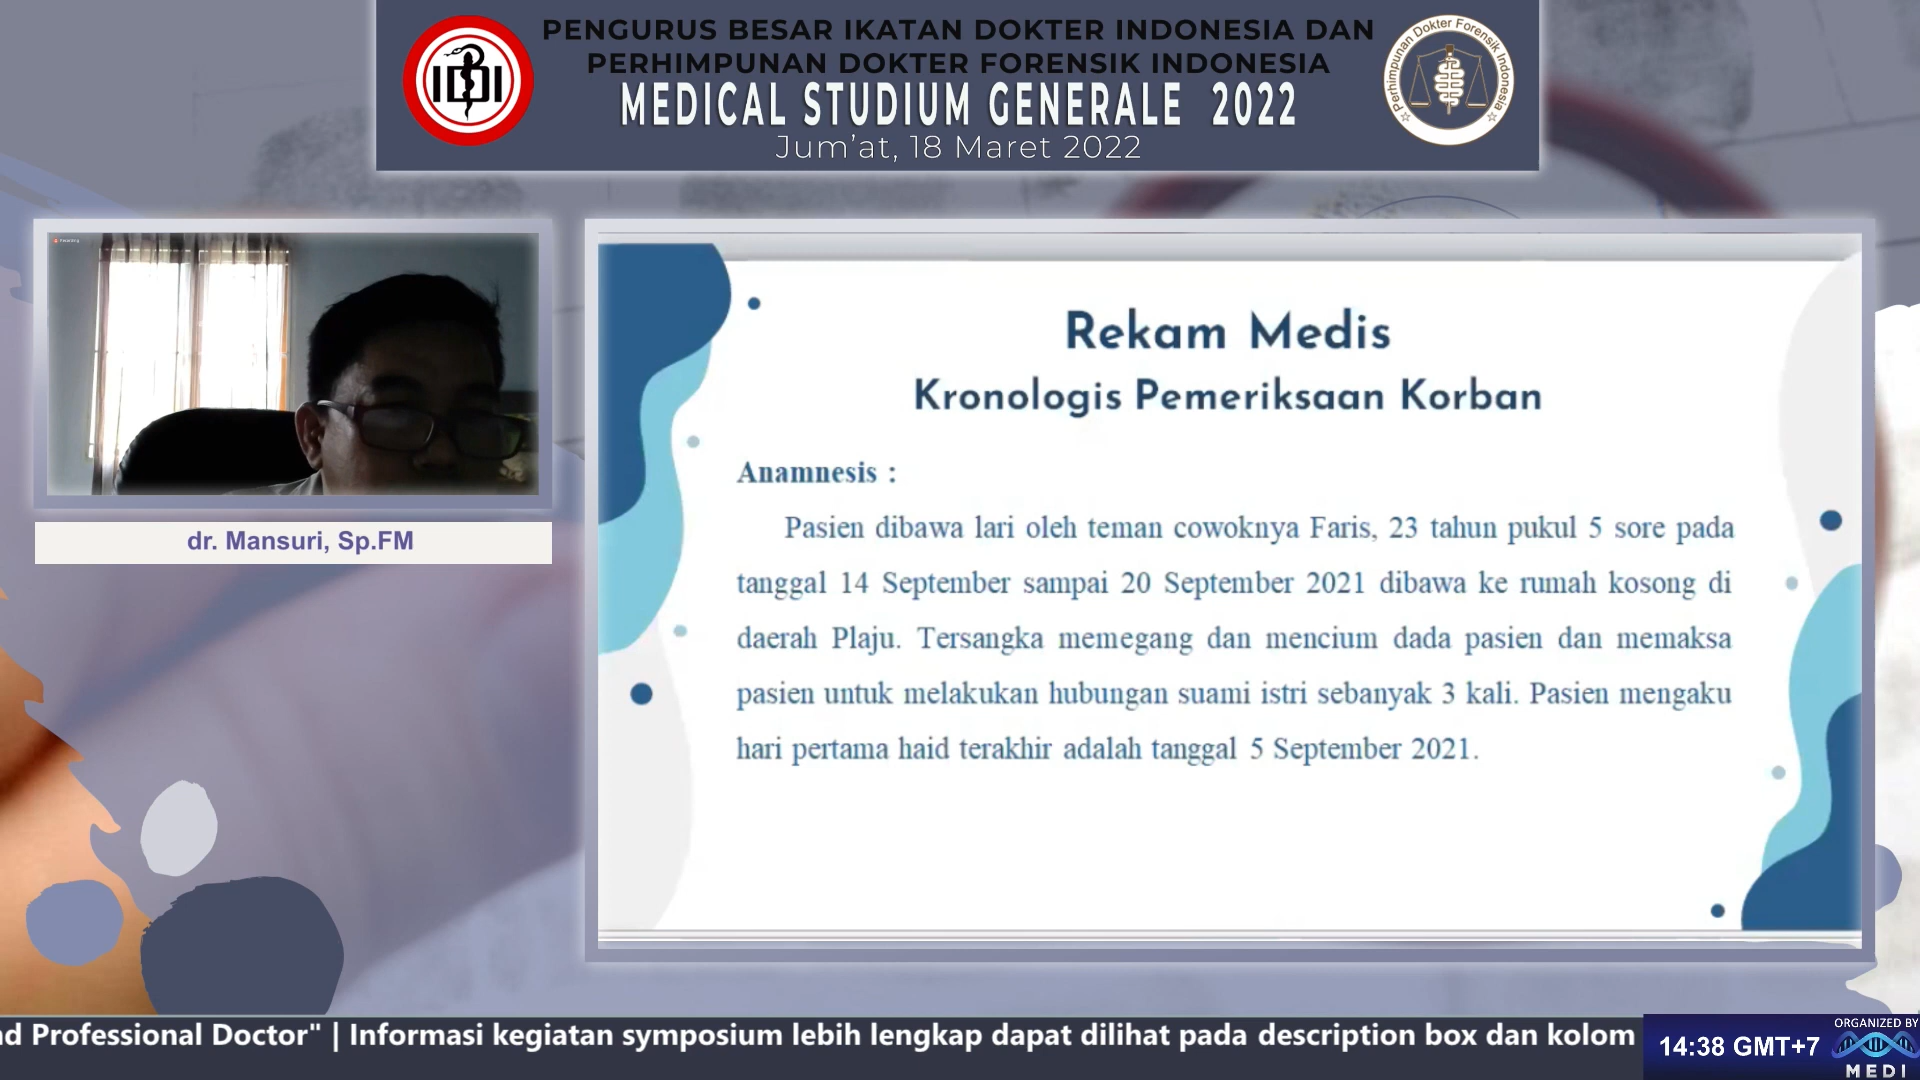 PENGURUS BESAR IKATAN DOKTER INDONESIA DAN
PERHIMPUNAN DOKTER FORENSIK INDONESIA
MEDICAL STUDIUM GENERALE 2022
Jum'at, 18 Maret 2022
IDI
Perhimpunan Dokter Forensik Indonesia
dr. Mansuri, Sp.FM
Rekam Medis
Kronologis Pemeriksaan Korban
Anamnesis :
Pasien dibawa lari oleh teman cowoknya Faris, 23 tahun pukul 5 sore pada
tanggal 14 September sampai 20 September 2021 dibawa ke rumah kosong di
daerah Plaju. Tersangka memegang dan mencium dada pasien dan memaksa
pasien untuk melakukan hubungan suami istri sebanyak 3 kali. Pasien mengaku
hari pertama haid terakhir adalah tanggal 5 September 2021.
d Professional Doctor" | Informasi kegiatan symposium lebih lengkap dapat dilihat pada description box dan kolom
14:38 GMT+7
ORGANIZED BY
MEDI